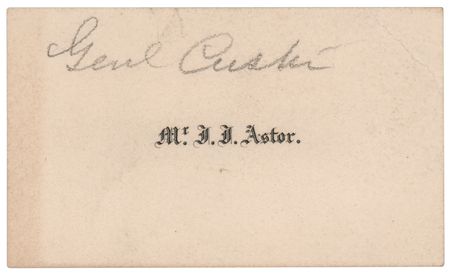 Genl Custer
Mr. J. J. Astor.